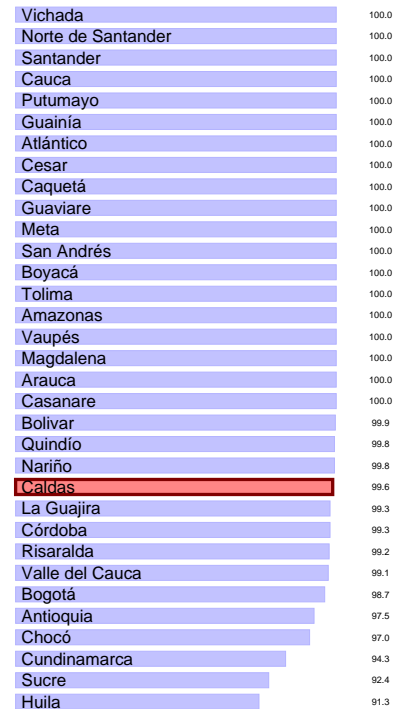 Vichada 100.0
Norte de Santander 100.0
Santander 100.0
Cauca 100.0
Putumayo 100.0
Guainía 100.0
Atlántico 100.0
Cesar 100.0
Caquetá 100.0
Guaviare 100.0
Meta 100.0
San Andrés 100.0
Boyacá 100.0
Tolima 100.0
Amazonas 100.0
Vaupés 100.0
Magdalena 100.0
Arauca 100.0
Casanare 100.0
Bolivar 99.9
Quindío 99.8
Nariño 99.8
Caldas 99.6
La Guajira 99.3
Córdoba 99.3
Risaralda 99.2
Valle del Cauca 99.1
Bogotá 98.7
Antioquia 97.5
Chocó 97.0
Cundinamarca 94.3
Sucre 92.4
Huila 91.3